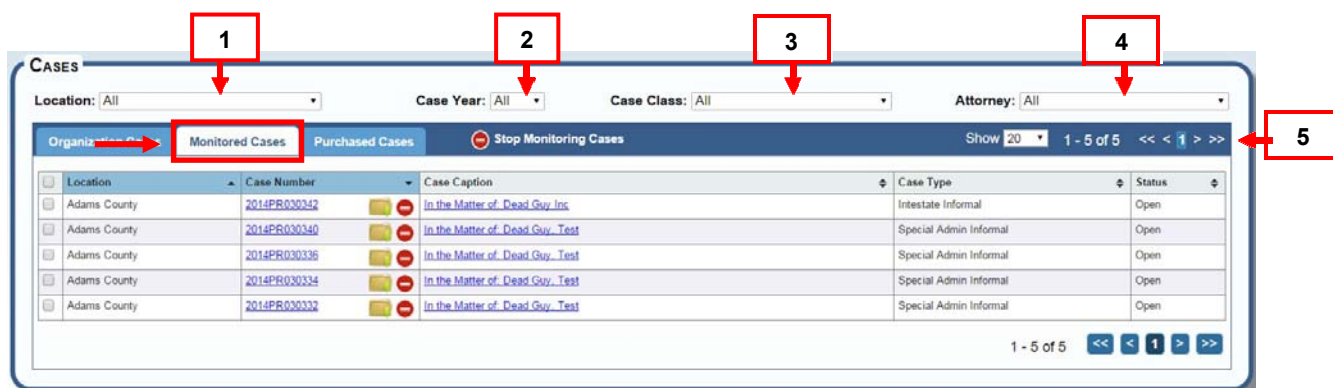 1 2 3 4
CASES
Location: All Case Year: All Case Class: All Attorney: All
Organization Cases Monitored Cases Purchased Cases Stop Monitoring Cases Show 20 1 - 5 of 5 << < 1 > >> 5
Location Case Number Case Caption Case Type Status
Adams County 2014PR030342 In the Matter of: Dead Guy Inc Intestate Informal Open
Adams County 2014PR030340 In the Matter of: Dead Guy, Test Special Admin Informal Open
Adams County 2014PR030336 In the Matter of: Dead Guy, Test Special Admin Informal Open
Adams County 2014PR030334 In the Matter of: Dead Guy, Test Special Admin Informal Open
Adams County 2014PR030332 In the Matter of: Dead Guy, Test Special Admin Informal Open
1 - 5 of 5 << < 1 > >>